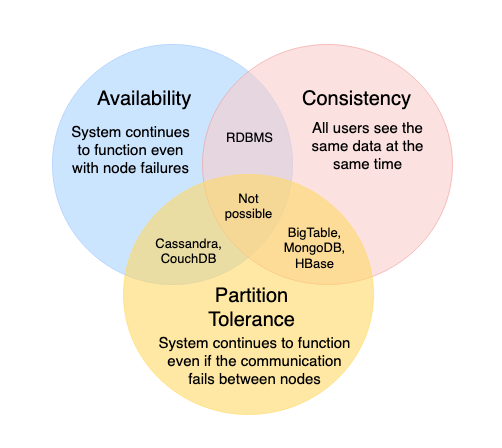 Availability
System continues
to function even
with node failures
Consistency
All users see the
same data at the
same time
RDBMS
Not
possible
Cassandra,
CouchDB
BigTable,
MongoDB,
HBase
Partition
Tolerance
System continues to function
even if the communication
fails between nodes